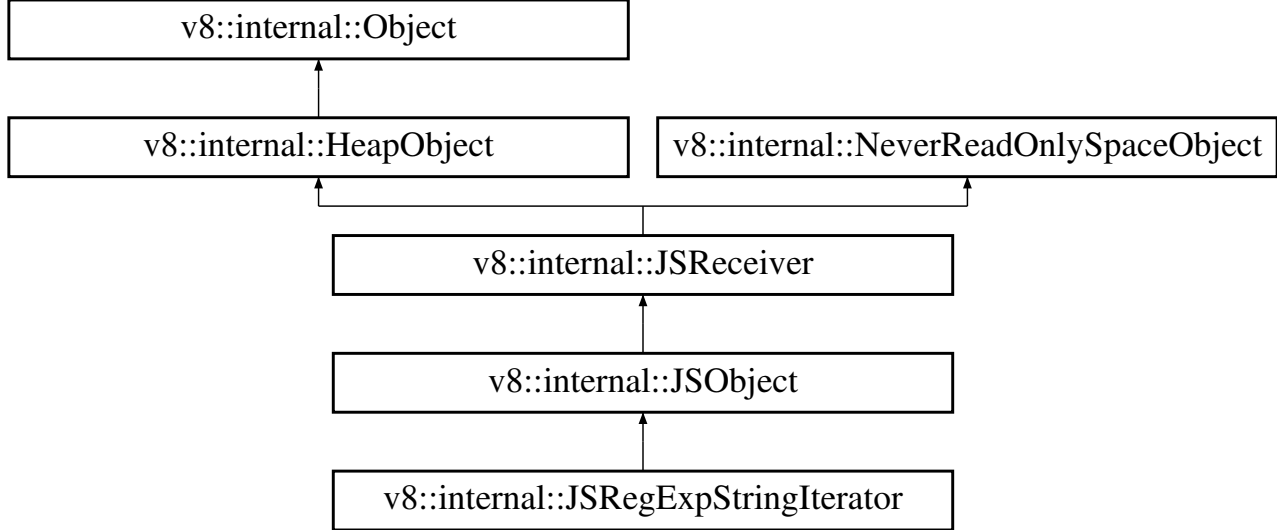 v8::internal::Object
v8::internal::HeapObject
v8::internal::NeverReadOnlySpaceObject
v8::internal::JSReceiver
v8::internal::JSObject
v8::internal::JSRegExpStringIterator